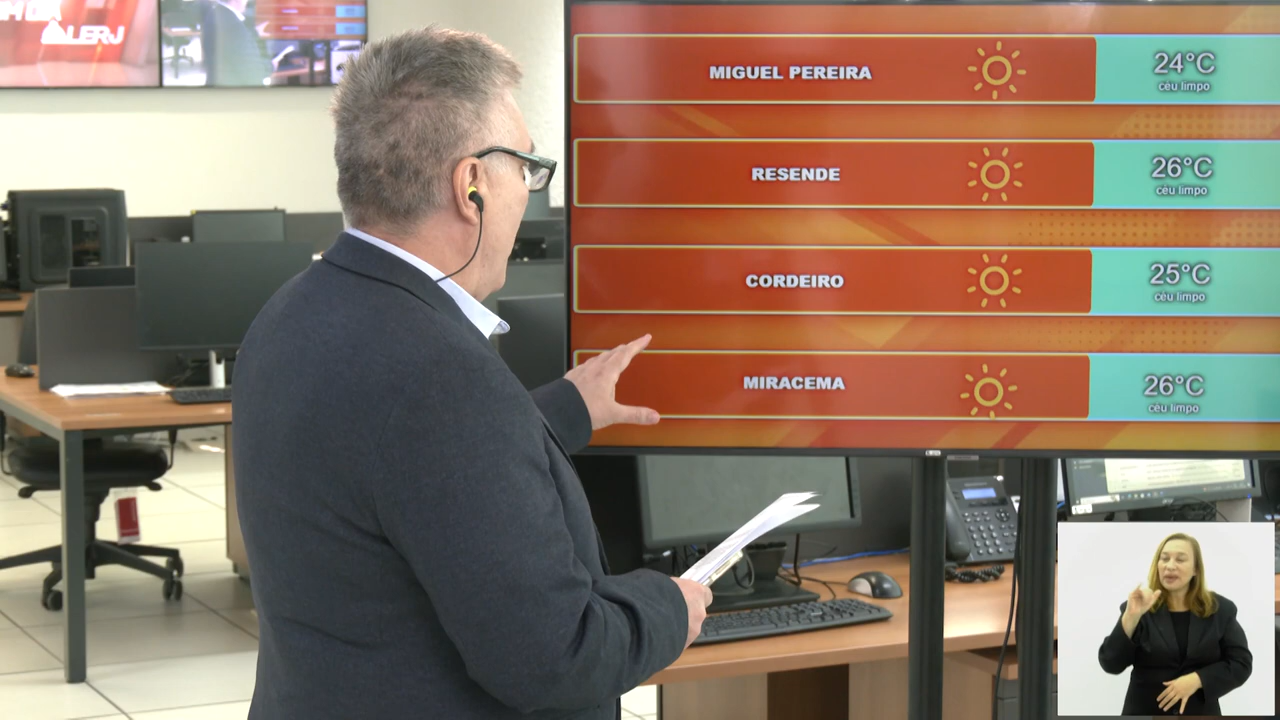 ALERJ
MIGUEL PEREIRA
24°C
céu limpo
RESENDE
26°C
céu limpo
CORDEIRO
25°C
céu limpo
MIRACEMA
26°C
céu limpo